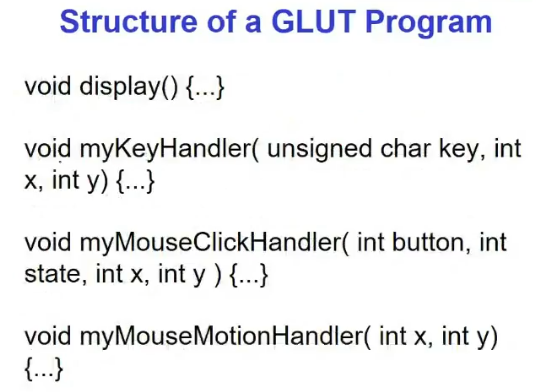 Structure of a GLUT Program
void display() {...}
void myKeyHandler( unsigned char key, int
x, int y) {...}
void myMouseClickHandler( int button, int
state, int x, int y ) {...}
void myMouseMotionHandler( int x, int y)
{...}